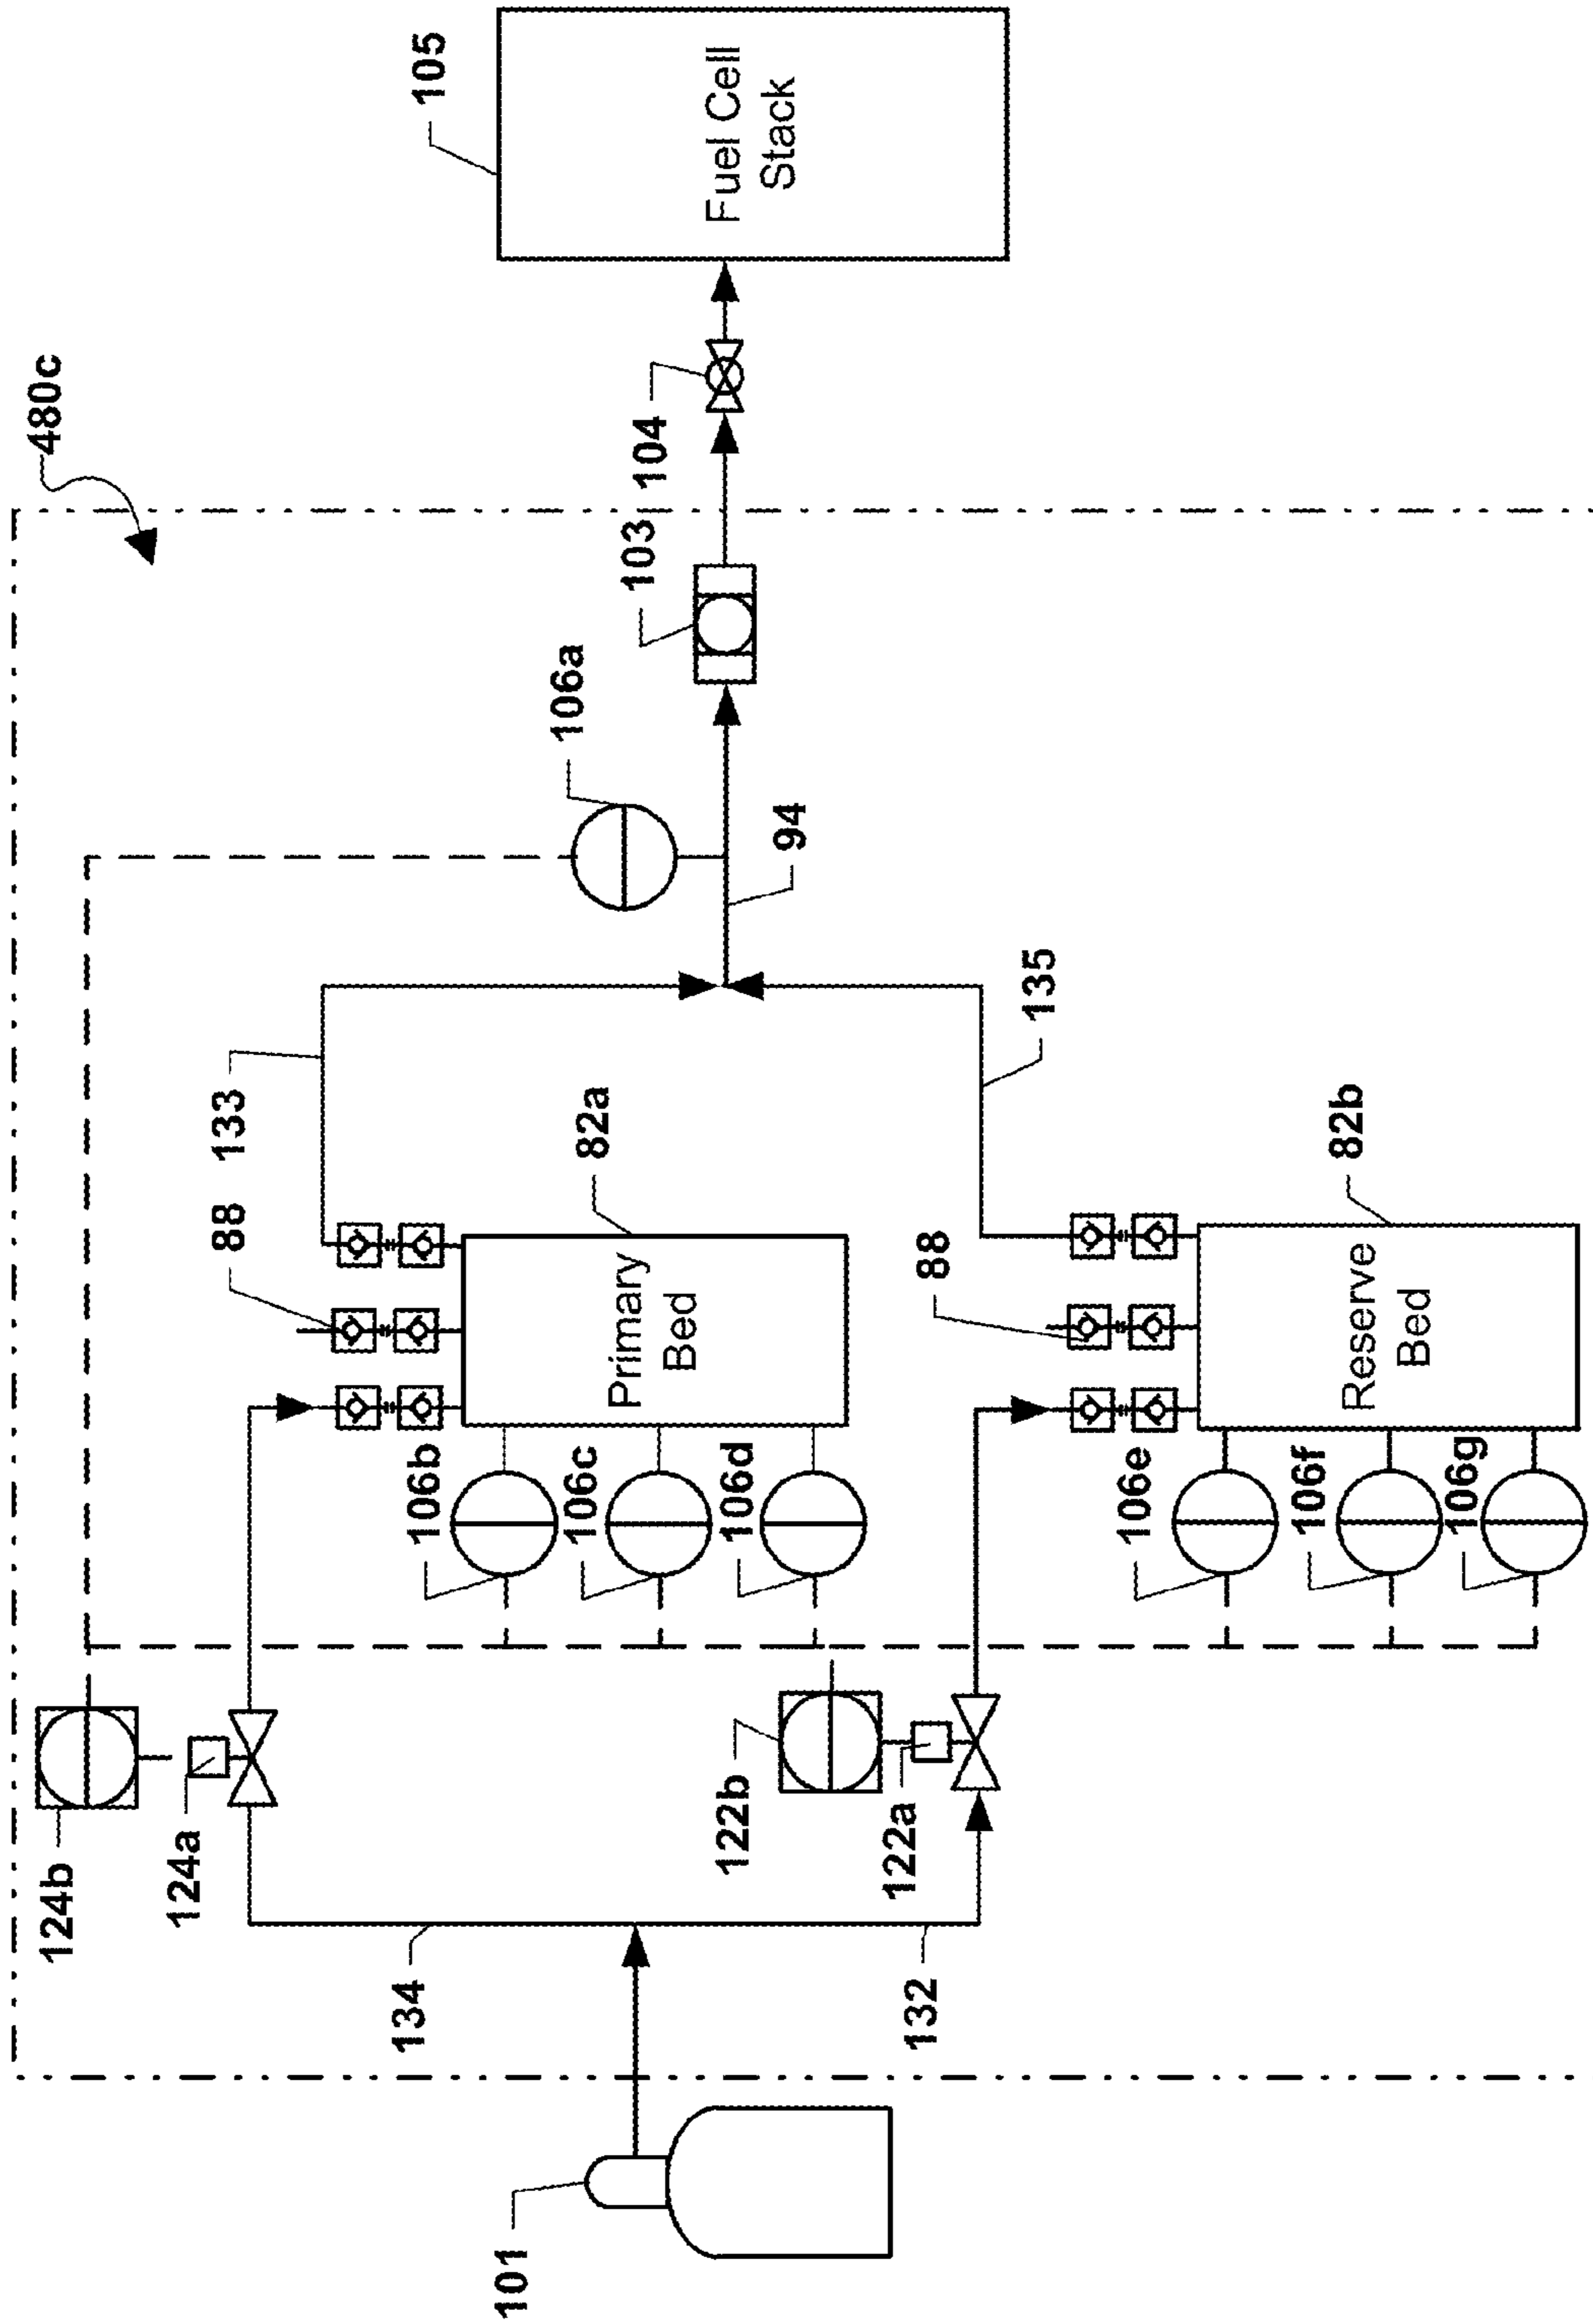 480c
105
Fuel Cell
Stack
104
103
106a
94
133
135
88
82a
Primary
Bed
88
82b
Reserve
Bed
106b
106c
106d
106e
106f
106g
124b
124a
122b
122a
134
132
101